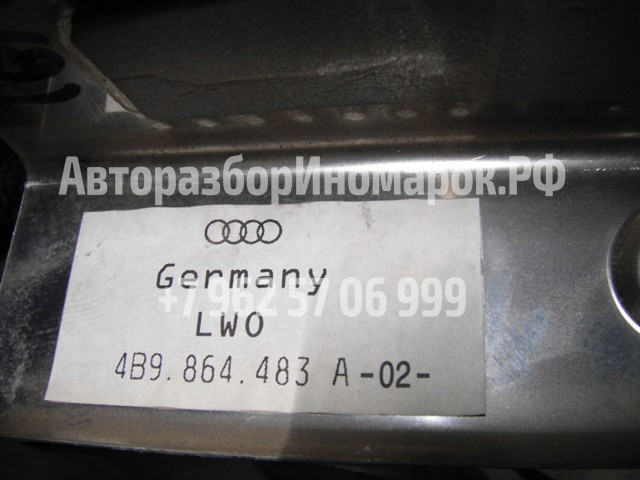 АвторазборИномарок.РФ
Germany
+7 962 57 06 999
LWO
4B9.864.483 A -02-